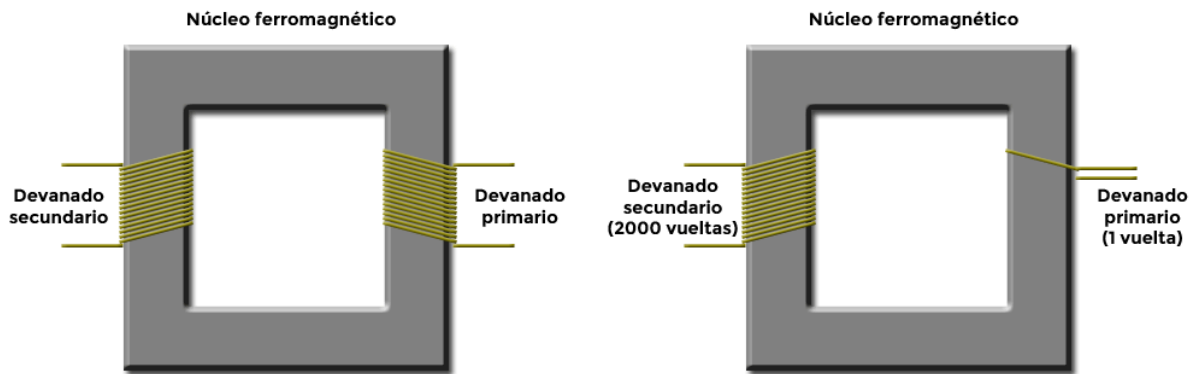 Núcleo ferromagnético
Devanado
secundario
Devanado
primario
Núcleo ferromagnético
Devanado
secundario
(2000 vueltas)
Devanado
primario
(1 vuelta)